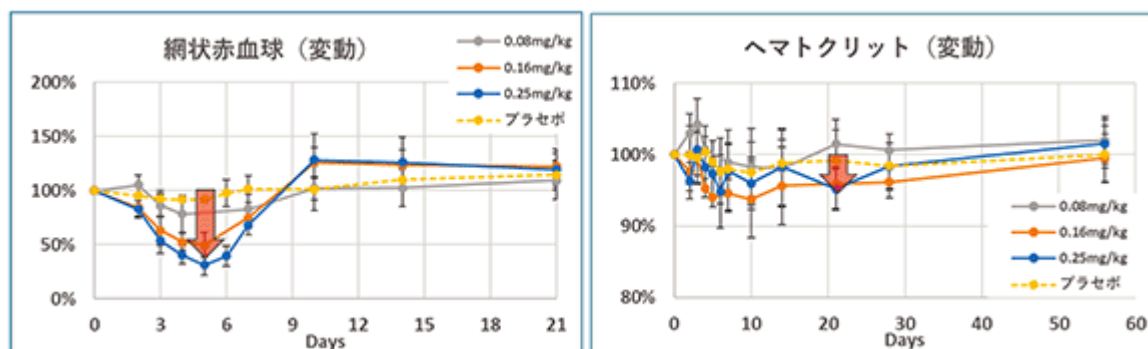 網状赤血球（変動）
0.08mg/kg
0.16mg/kg
0.25mg/kg
プラセボ
200%
150%
100%
50%
0%
0 3 6 9 12 15 18 21
Days
ヘマトクリット（変動）
110%
100%
90%
80%
0.08mg/kg
0.16mg/kg
0.25mg/kg
プラセボ
0 10 20 30 40 50 60
Days